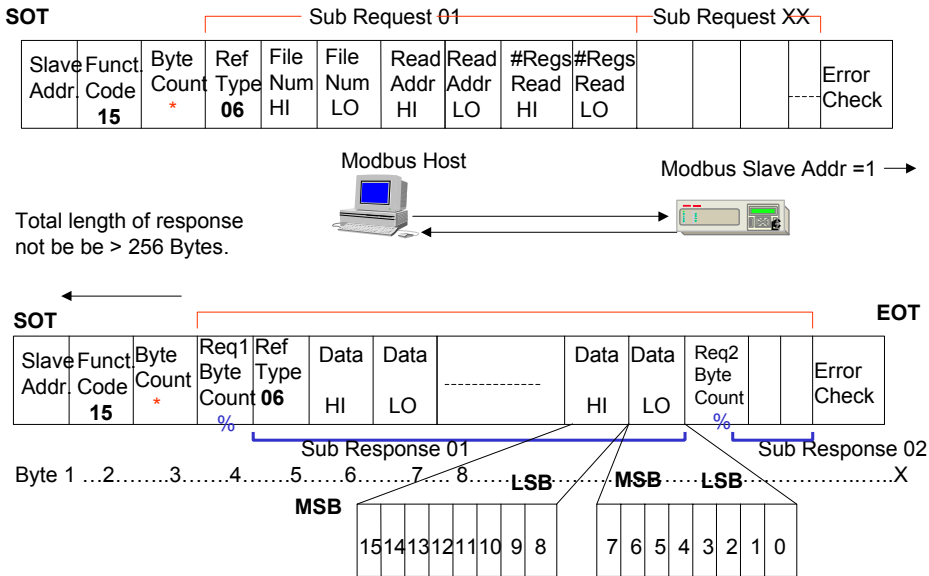 SOT
Sub Request 01
Sub Request XX
Slave Addr.
Funct. Code 15
Byte Count *
Ref Type 06
File Num HI
File Num LO
Read Addr HI
Read Addr LO
#Regs Read HI
#Regs Read LO
Error Check
Modbus Host
Modbus Slave Addr =1
Total length of response
not be be > 256 Bytes.
SOT
EOT
Slave Addr.
Funct. Code 15
Byte Count *
Req1 Byte Count %
Ref Type 06
Data HI
Data LO
Data HI
Data LO
Req2 Byte Count %
Error Check
Sub Response 01
Sub Response 02
Byte 1 …2……..3…….4…….5…….6………7…..8……………………………………………………X
MSB
LSB
MSB
LSB
15 14 13 12 11 10 9 8
7 6 5 4 3 2 1 0